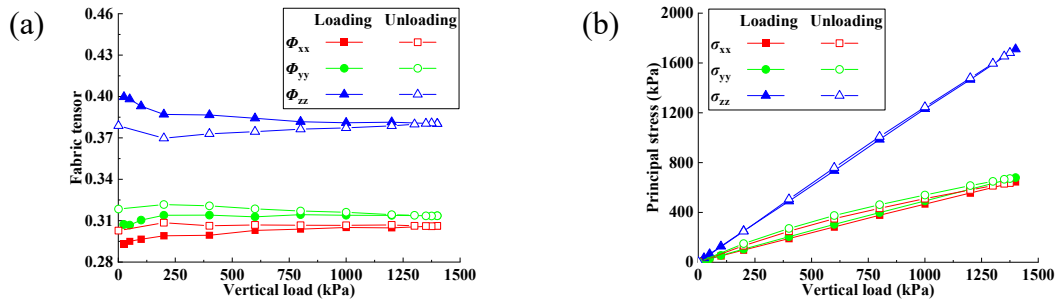 (a)
0.46
0.43
0.40
0.37
0.34
0.31
0.28
Fabric tensor
Loading Unloading
Φxx
Φyy
Φzz
0 250 500 750 1000 1250 1500
Vertical load (kPa)
(b)
2000
1600
1200
800
400
0
Principal stress (kPa)
Loading Unloading
σxx
σyy
σzz
0 250 500 750 1000 1250 1500
Vertical load (kPa)